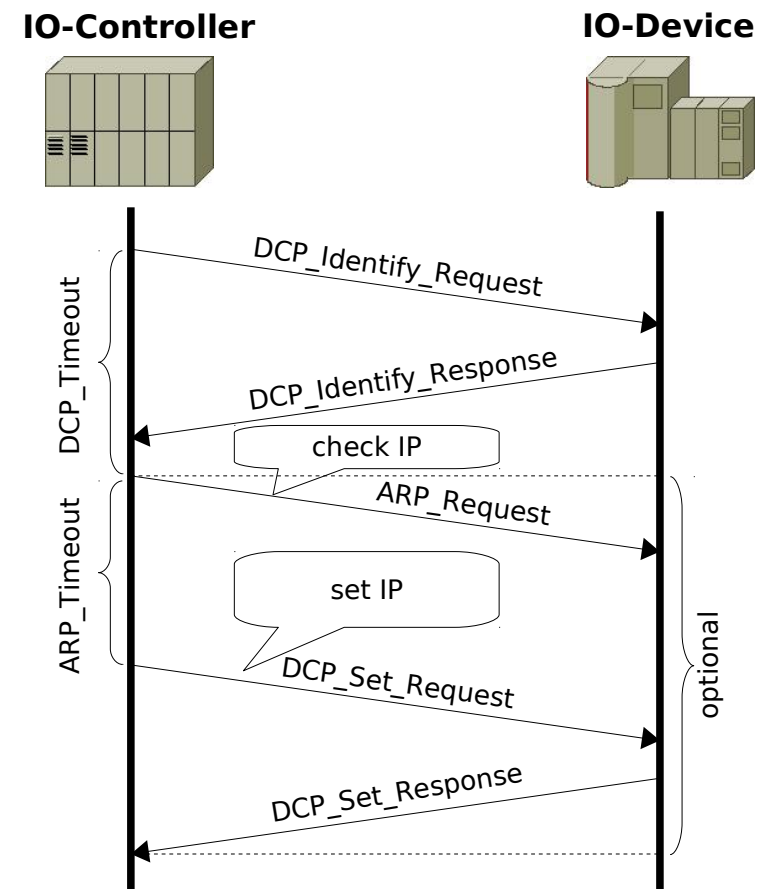 IO-Controller
IO-Device
DCP_Identify_Request
DCP_Timeout
DCP_Identify_Response
check IP
ARP_Request
ARP_Timeout
set IP
optional
DCP_Set_Request
DCP_Set_Response